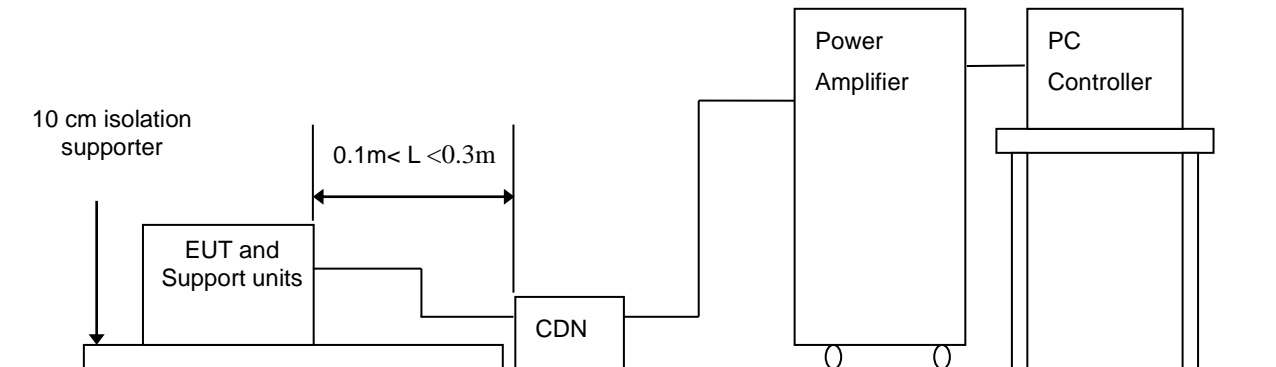 Power
Amplifier
PC
Controller
10 cm isolation
supporter
0.1m< L <0.3m
EUT and
Support units
CDN